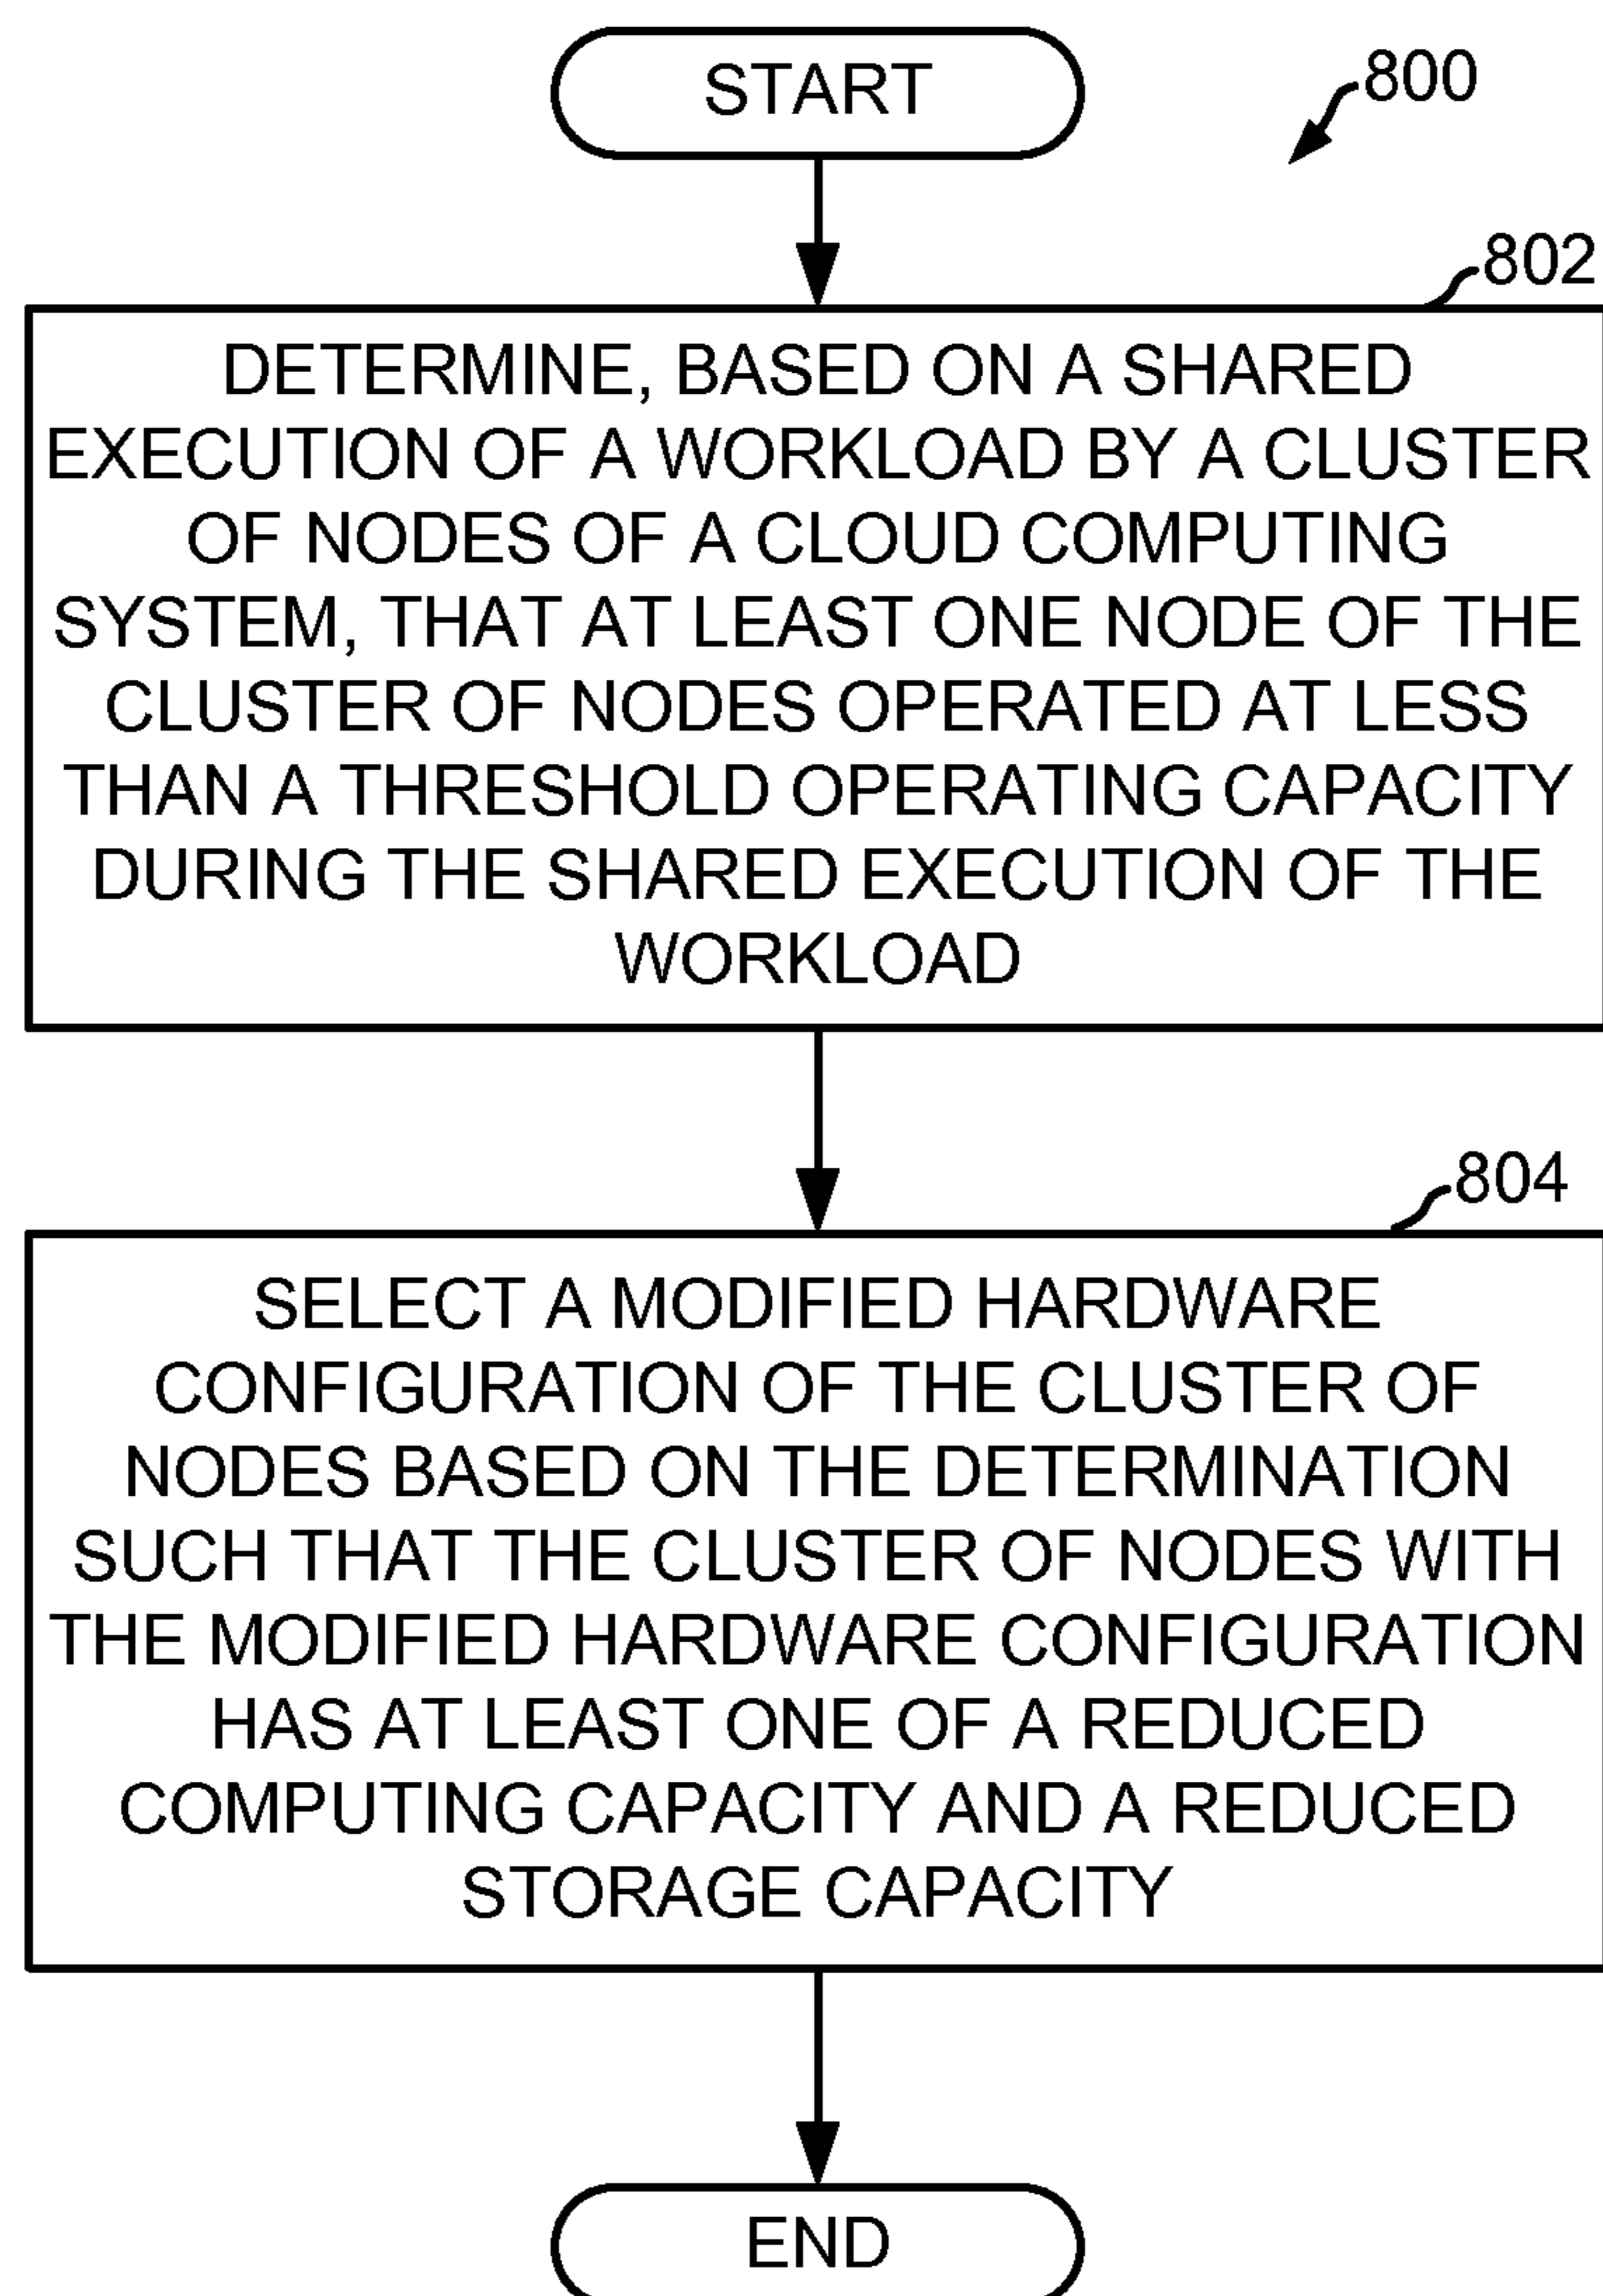 START
800
802
DETERMINE, BASED ON A SHARED
EXECUTION OF A WORKLOAD BY A CLUSTER
OF NODES OF A CLOUD COMPUTING
SYSTEM, THAT AT LEAST ONE NODE OF THE
CLUSTER OF NODES OPERATED AT LESS
THAN A THRESHOLD OPERATING CAPACITY
DURING THE SHARED EXECUTION OF THE
WORKLOAD
804
SELECT A MODIFIED HARDWARE
CONFIGURATION OF THE CLUSTER OF
NODES BASED ON THE DETERMINATION
SUCH THAT THE CLUSTER OF NODES WITH
THE MODIFIED HARDWARE CONFIGURATION
HAS AT LEAST ONE OF A REDUCED
COMPUTING CAPACITY AND A REDUCED
STORAGE CAPACITY
END